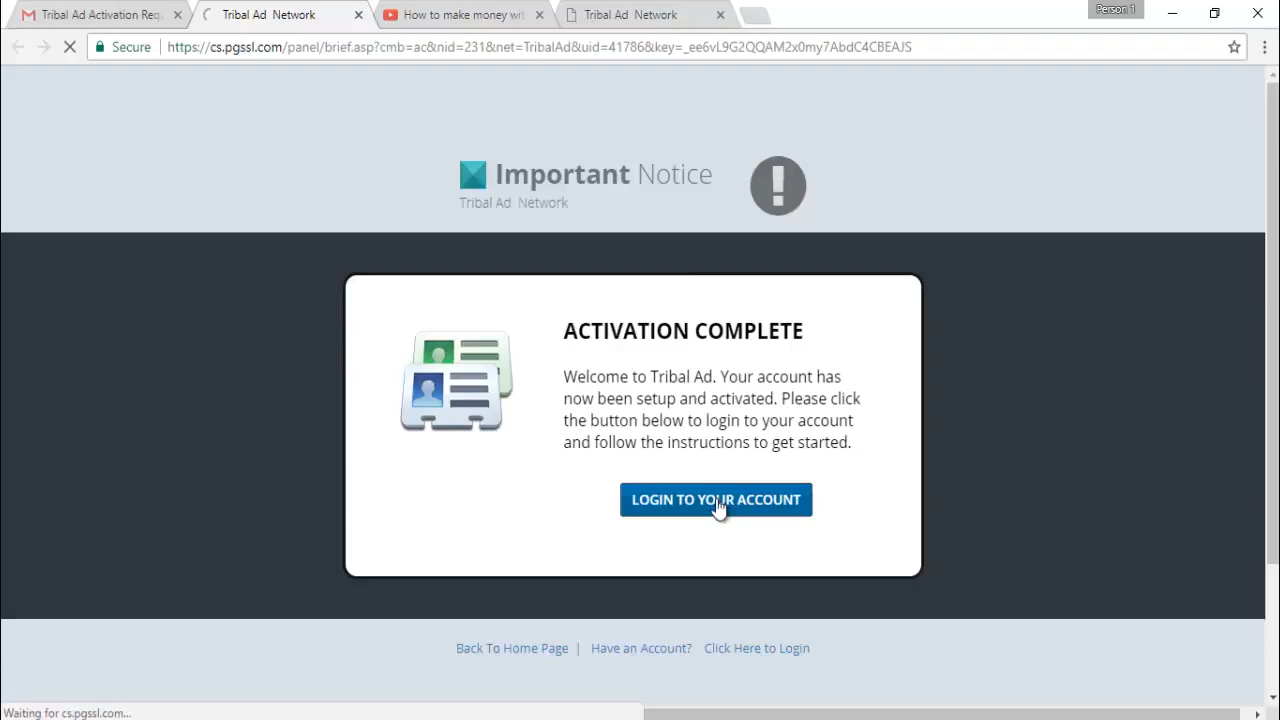 Tribal Ad Activation Req
Tribal Ad Network
How to make money wit
Tribal Ad Network
Person 1
Secure
https://cs.pgssl.com/panel/brief.asp?cmb=ac&nid=231&net=TribalAd&uid=41786&key=_ee6vL9G2QQAM2x0my7AbdC4CBEAJS
Important Notice
Tribal Ad Network
ACTIVATION COMPLETE
Welcome to Tribal Ad. Your account has
now been setup and activated. Please click
the button below to login to your account
and follow the instructions to get started.
LOGIN TO YOUR ACCOUNT
Back To Home Page | Have an Account? Click Here to Login
Waiting for cs.pgssl.com...